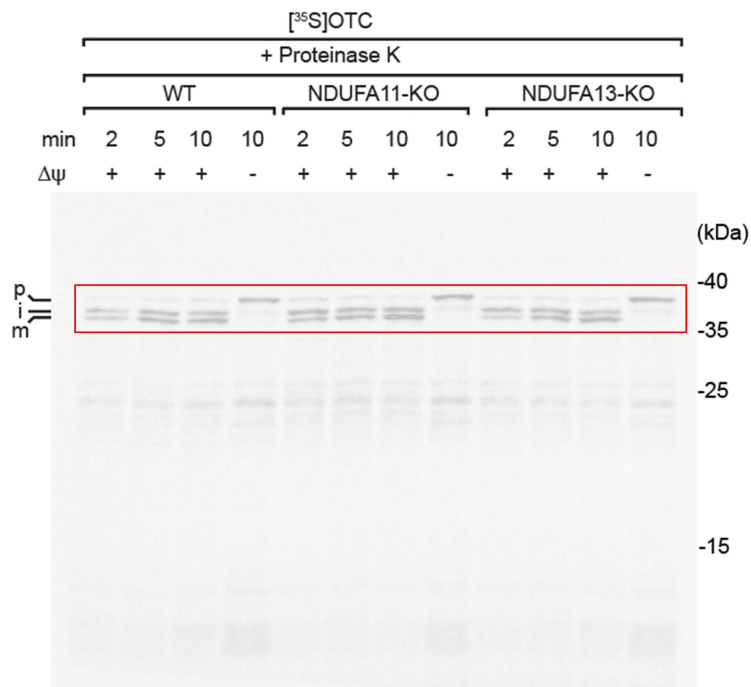 [³⁵S]OTC
+ Proteinase K
WT NDUFA11-KO NDUFA13-KO
min 2 5 10 10 2 5 10 10 2 5 10 10
Δψ + + + - + + + - + + + -
(kDa)
-40
p
i
m
-35
-25
-15